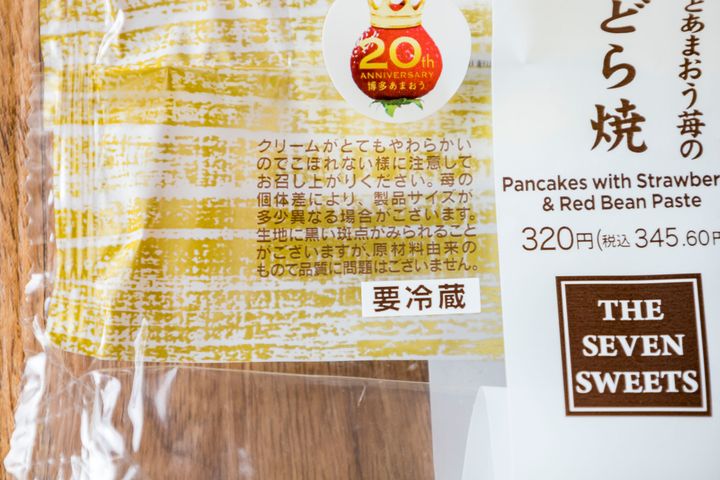 20th
ANNIVERSARY
博多あまおう
クリームがとてもやわらかい
のでこぼれない様に注意して
お召し上がりください。苺の
個体差により、製品サイズが
多少異なる場合がございます。
生地に黒い斑点がみられること
がございますが、原材料由来の
もので品質に問題はございません。
要冷蔵
とあまおう苺の
どら焼
Pancakes with Strawber
& Red Bean Paste
320円(税込 345.60円
THE
SEVEN
SWEETS